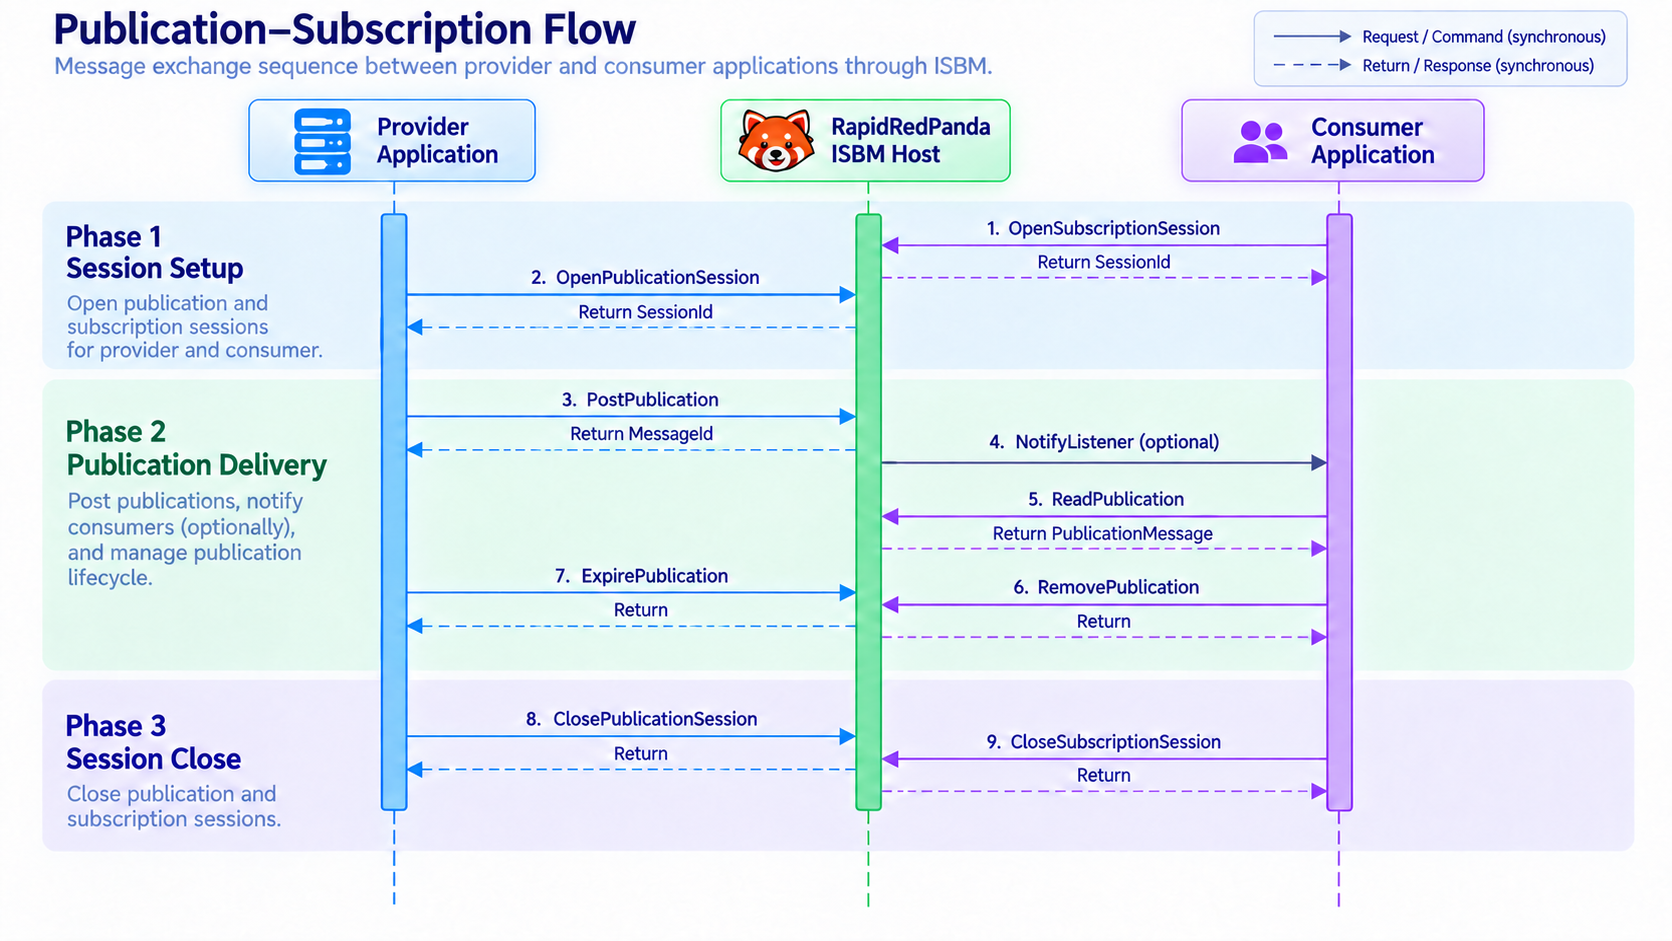 Publication–Subscription Flow
Message exchange sequence between provider and consumer applications through ISBM.
Request / Command (synchronous)
Return / Response (synchronous)
Provider
Application
RapidRedPanda
ISBM Host
Consumer
Application
Phase 1
Session Setup
Open publication and
subscription sessions
for provider and consumer.
1. OpenSubscriptionSession
Return SessionId
2. OpenPublicationSession
Return SessionId
Phase 2
Publication Delivery
Post publications, notify
consumers (optionally),
and manage publication
lifecycle.
3. PostPublication
Return MessageId
4. NotifyListener (optional)
5. ReadPublication
Return PublicationMessage
7. ExpirePublication
Return
6. RemovePublication
Return
Phase 3
Session Close
Close publication and
subscription sessions.
8. ClosePublicationSession
Return
9. CloseSubscriptionSession
Return